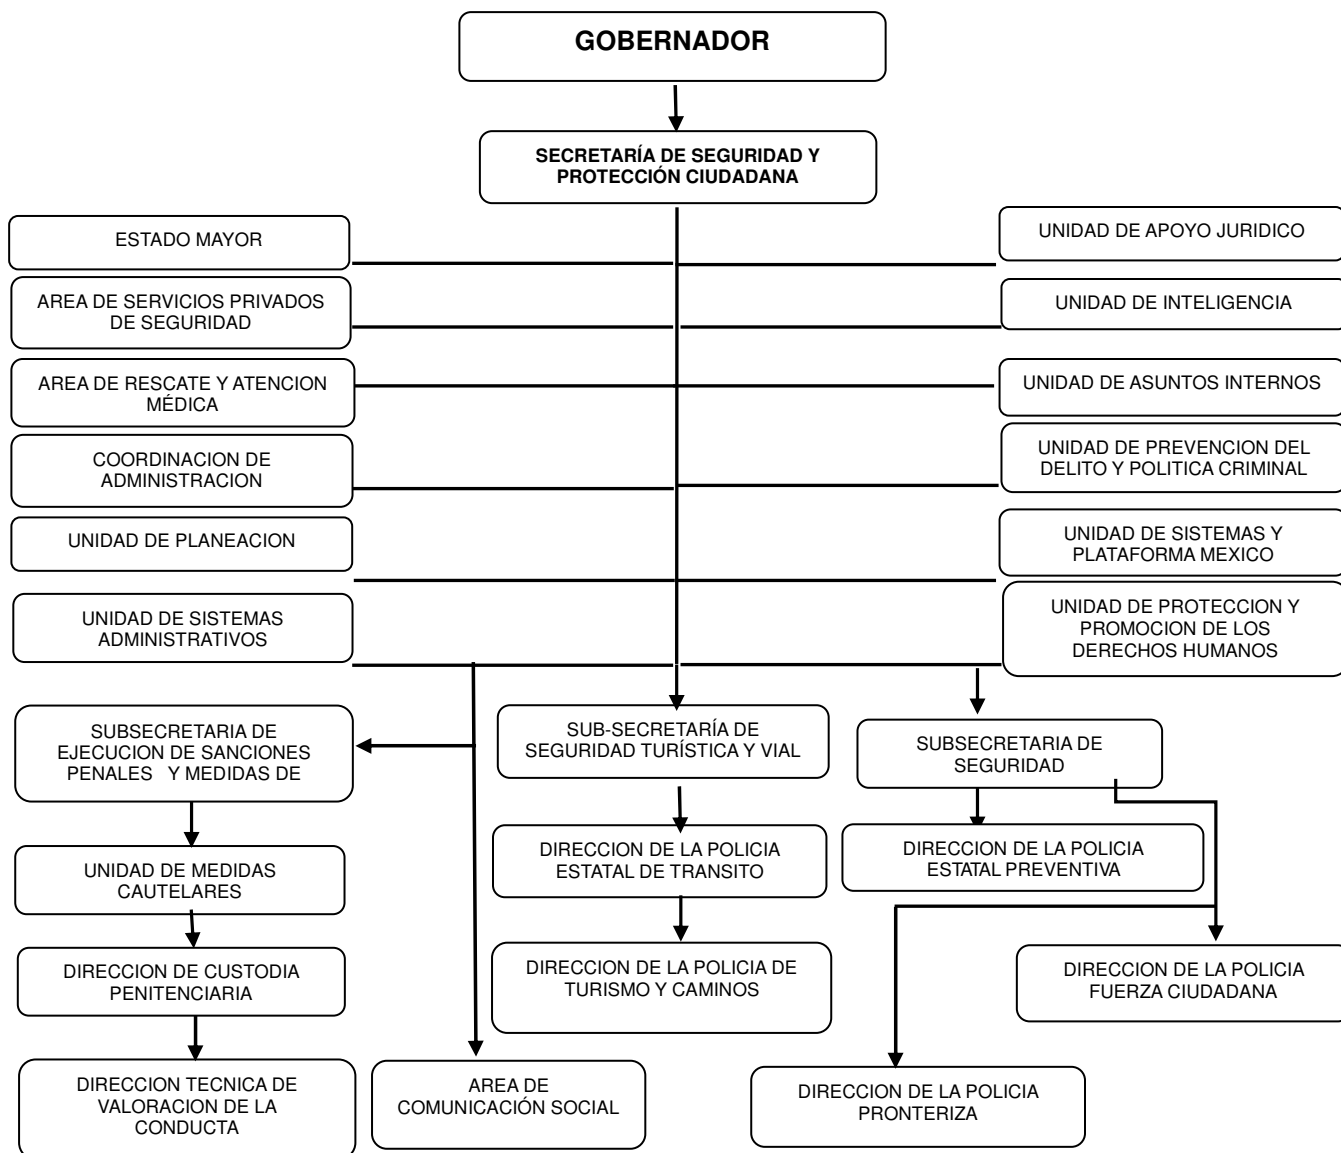 GOBERNADOR
SECRETARÍA DE SEGURIDAD Y
PROTECCIÓN CIUDADANA
ESTADO MAYOR
UNIDAD DE APOYO JURIDICO
AREA DE SERVICIOS PRIVADOS
DE SEGURIDAD
UNIDAD DE INTELIGENCIA
AREA DE RESCATE Y ATENCION
MÉDICA
UNIDAD DE ASUNTOS INTERNOS
COORDINACION DE
ADMINISTRACION
UNIDAD DE PREVENCION DEL
DELITO Y POLITICA CRIMINAL
UNIDAD DE PLANEACION
UNIDAD DE SISTEMAS Y
PLATAFORMA MEXICO
UNIDAD DE SISTEMAS
ADMINISTRATIVOS
UNIDAD DE PROTECCION Y
PROMOCION DE LOS
DERECHOS HUMANOS
SUBSECRETARIA DE
EJECUCION DE SANCIONES
PENALES Y MEDIDAS DE
SUB-SECRETARÍA DE
SEGURIDAD TURÍSTICA Y VIAL
SUBSECRETARIA DE
SEGURIDAD
UNIDAD DE MEDIDAS
CAUTELARES
DIRECCION DE LA POLICIA
ESTATAL DE TRANSITO
DIRECCION DE LA POLICIA
ESTATAL PREVENTIVA
DIRECCION DE CUSTODIA
PENITENCIARIA
DIRECCION DE LA POLICIA DE
TURISMO Y CAMINOS
DIRECCION DE LA POLICIA
FUERZA CIUDADANA
DIRECCION TECNICA DE
VALORACION DE LA
CONDUCTA
AREA DE
COMUNICACIÓN SOCIAL
DIRECCION DE LA POLICIA
PRONTERIZA